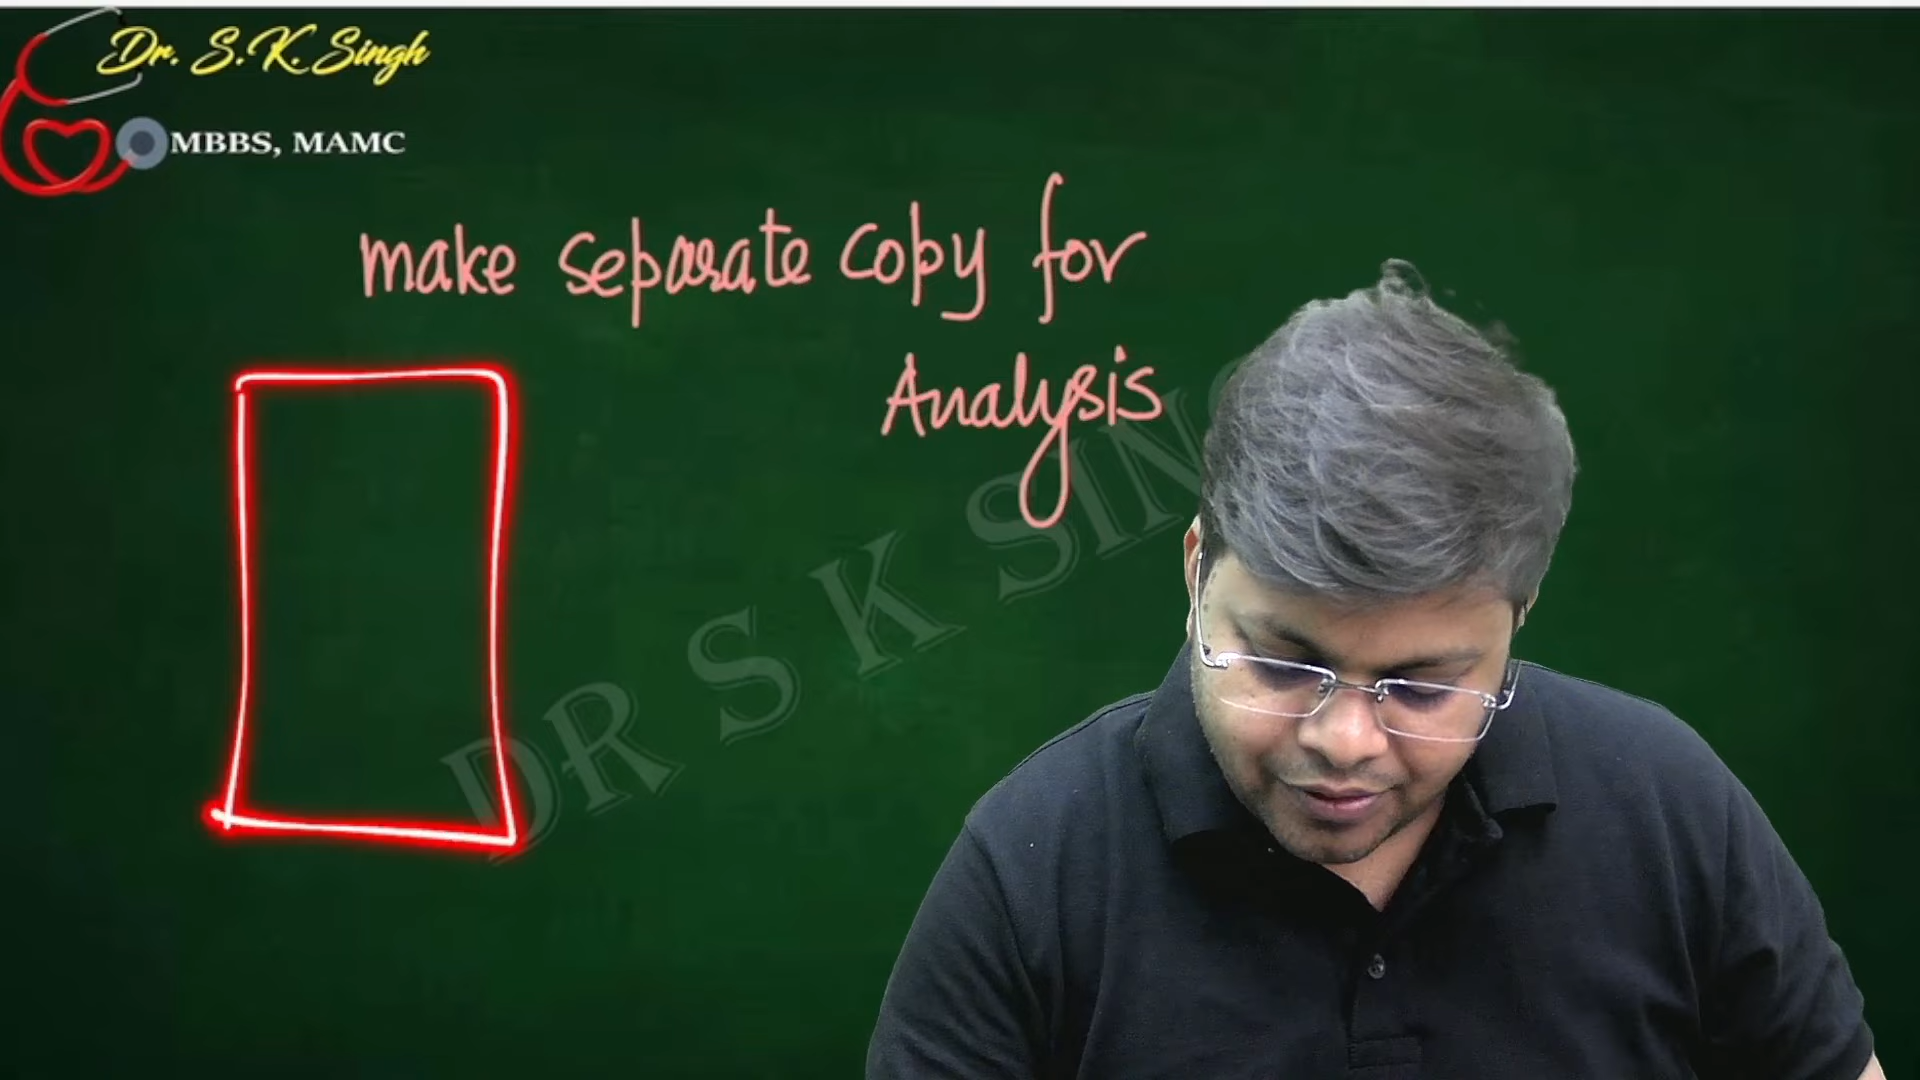 Dr. S.K. Singh
MBBS, MAMC
make separate copy for
Analysis
DR S K SIN